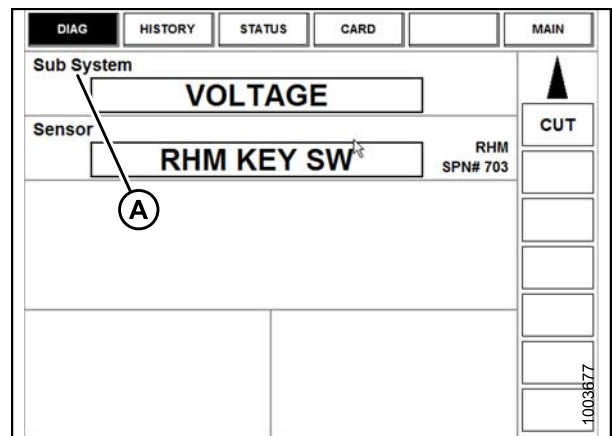 DIAG HISTORY STATUS CARD MAIN
Sub System
VOLTAGE
CUT
Sensor
RHM KEY SW
RHM
SPN# 703
A
1003677